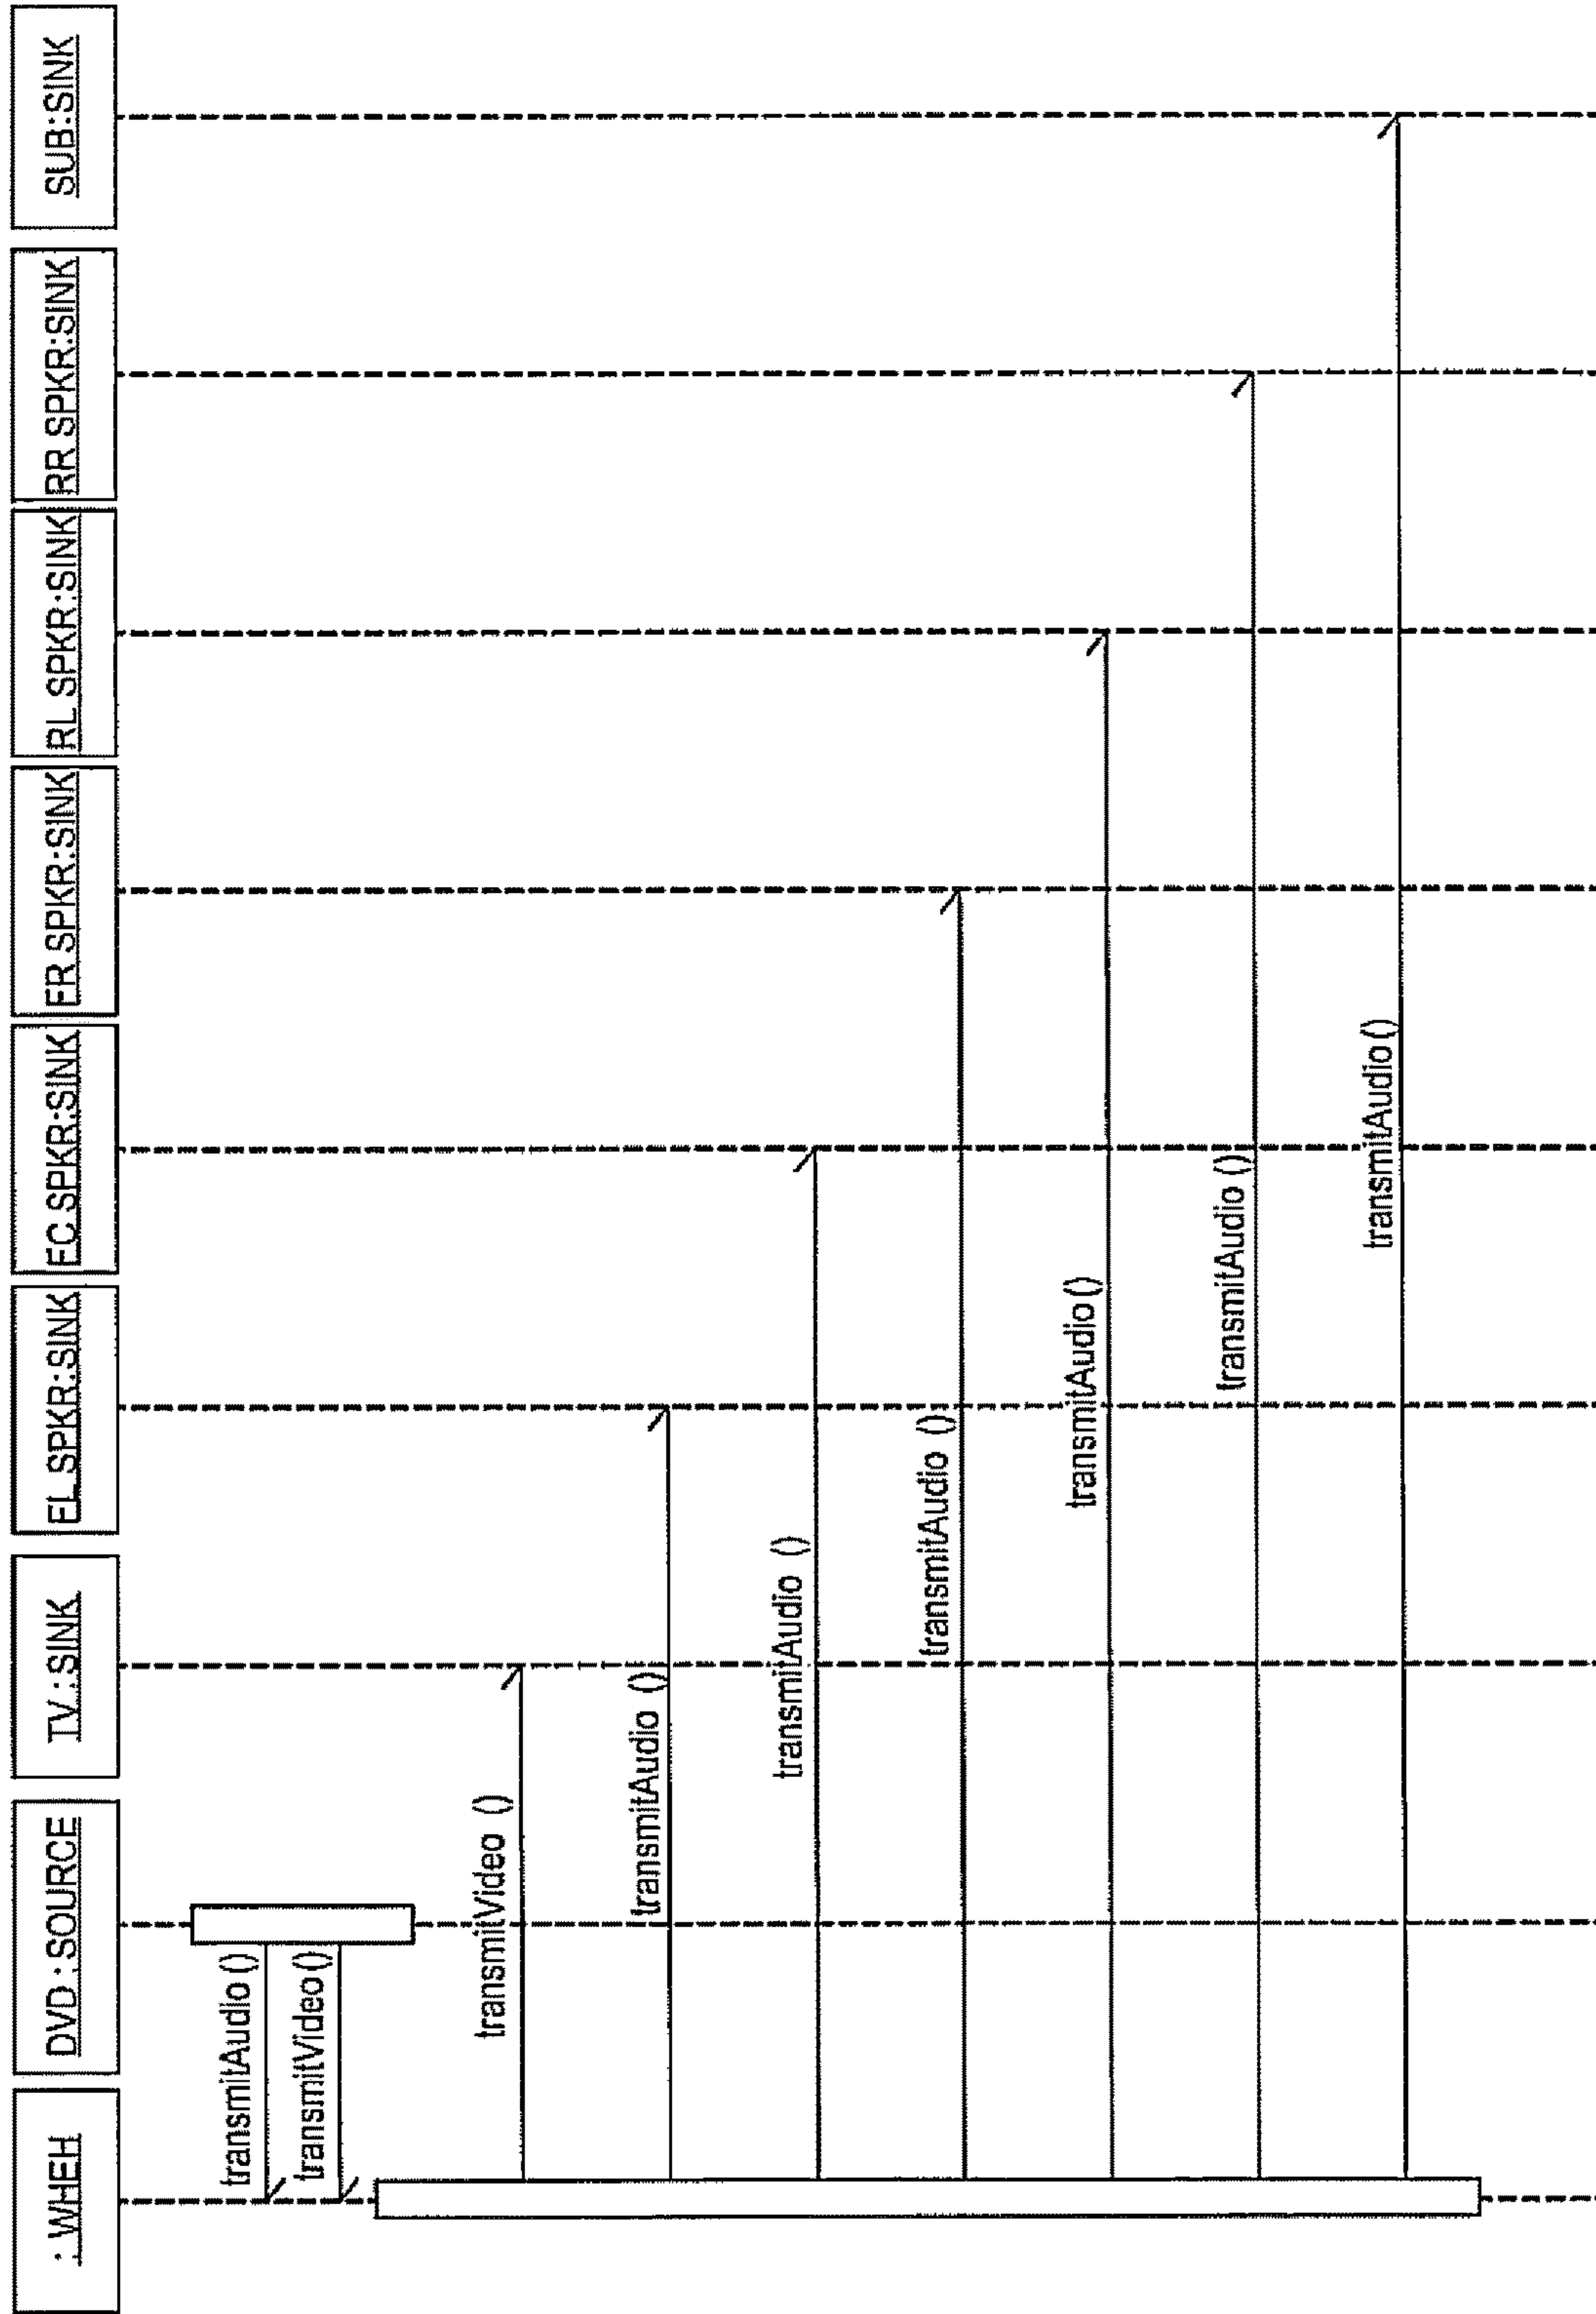 : WHEH
DVD :SOURCE
TV :SINK
FL SPKR:SINK
FC SPKR:SINK
FR SPKR:SINK
RL SPKR:SINK
RR SPKR:SINK
SUB:SINK
transmitAudio ()
transmitVideo ()
transmitVideo ()
transmitAudio ()
transmitAudio ()
transmitAudio ()
transmitAudio ()
transmitAudio ()
transmitAudio ()